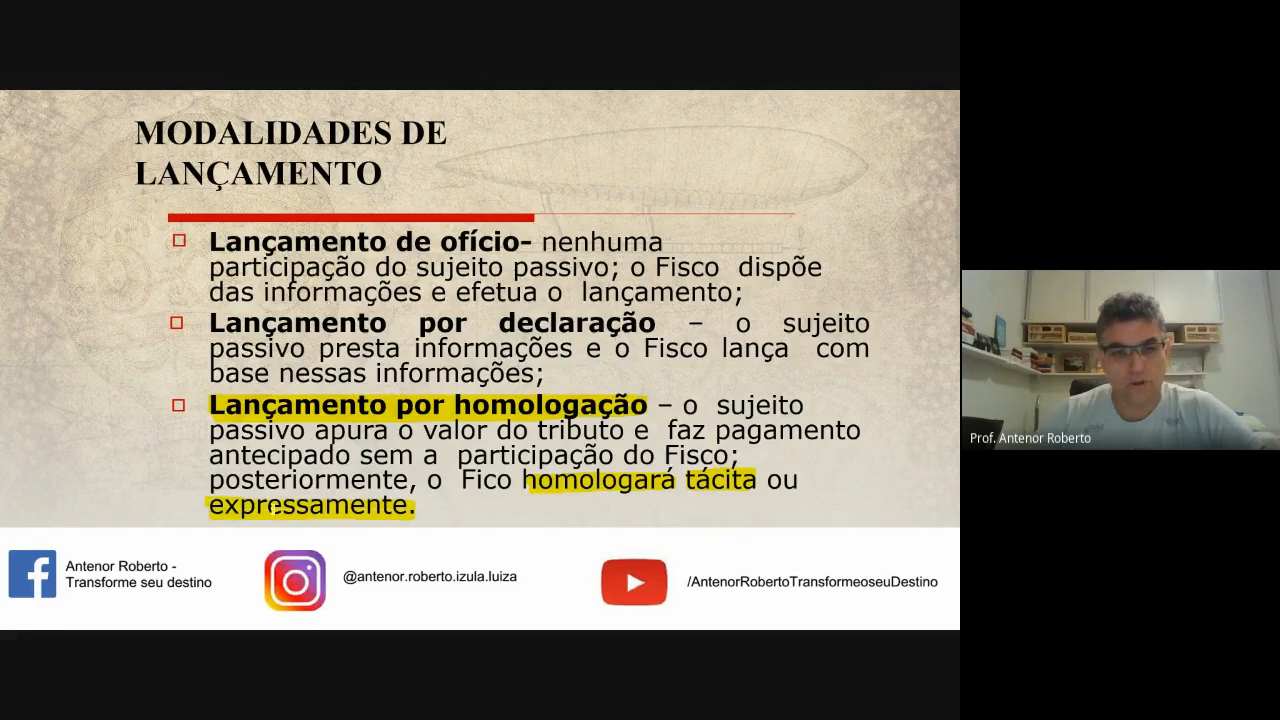 MODALIDADES DE
LANÇAMENTO
Lançamento de ofício- nenhuma
participação do sujeito passivo; o Fisco dispõe
das informações e efetua o lançamento;
Lançamento por declaração – o sujeito
passivo presta informações e o Fisco lança com
base nessas informações;
Lançamento por homologação – o sujeito
passivo apura o valor do tributo e faz pagamento
antecipado sem a participação do Fisco;
posteriormente, o Fico homologará tácita ou
expressamente.
Antenor Roberto -
Transforme seu destino
@antenor.roberto.izula.luiza
/AntenorRobertoTransformeoseuDestino
Prof. Antenor Roberto